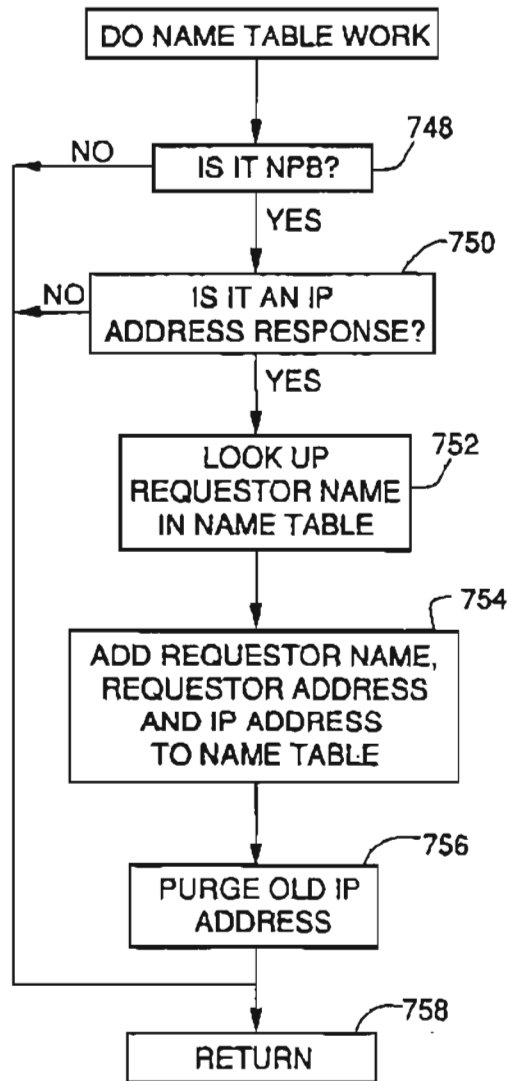 DO NAME TABLE WORK
748
NO
IS IT NPB?
YES
750
NO
IS IT AN IP
ADDRESS RESPONSE?
YES
752
LOOK UP
REQUESTOR NAME
IN NAME TABLE
754
ADD REQUESTOR NAME,
REQUESTOR ADDRESS
AND IP ADDRESS
TO NAME TABLE
756
PURGE OLD IP
ADDRESS
758
RETURN